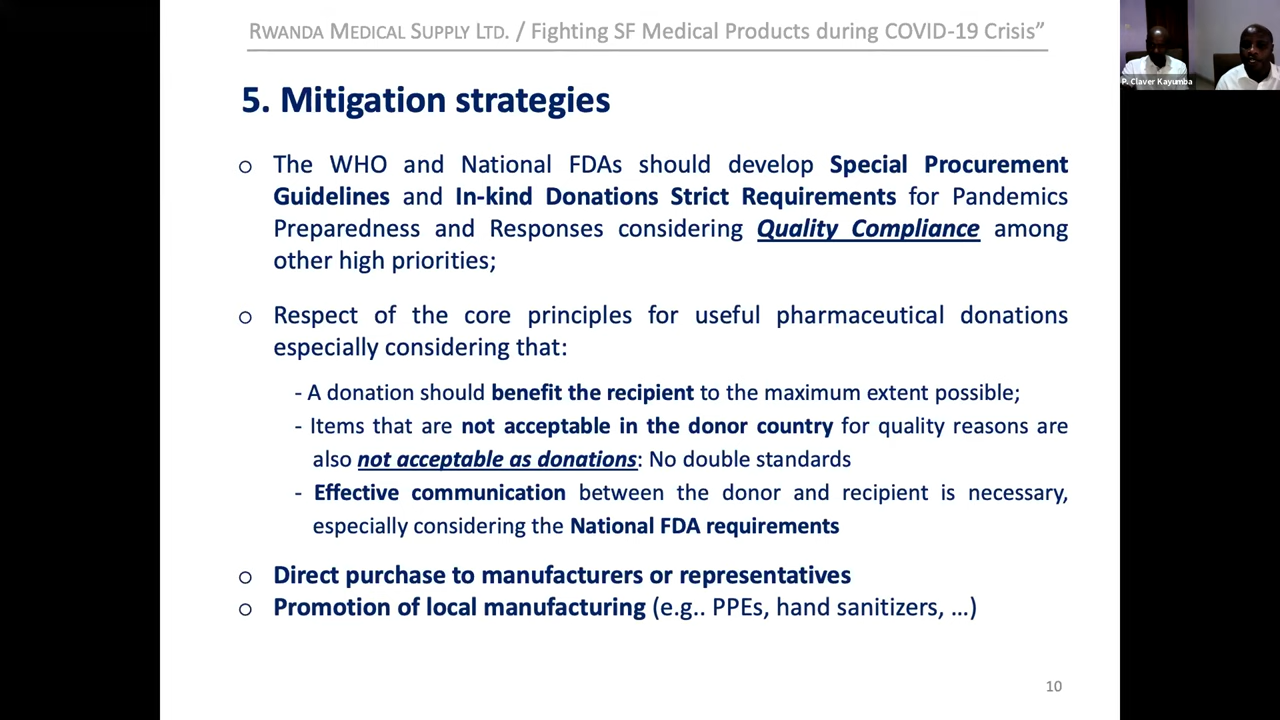 RWANDA MEDICAL SUPPLY LTD. / Fighting SF Medical Products during COVID-19 Crisis”
P. Claver Kayumba
5. Mitigation strategies
o The WHO and National FDAs should develop Special Procurement
Guidelines and In-kind Donations Strict Requirements for Pandemics
Preparedness and Responses considering Quality Compliance among
other high priorities;
o Respect of the core principles for useful pharmaceutical donations
especially considering that:
- A donation should benefit the recipient to the maximum extent possible;
- Items that are not acceptable in the donor country for quality reasons are
also not acceptable as donations: No double standards
- Effective communication between the donor and recipient is necessary,
especially considering the National FDA requirements
o Direct purchase to manufacturers or representatives
o Promotion of local manufacturing (e.g.. PPEs, hand sanitizers, …)
10